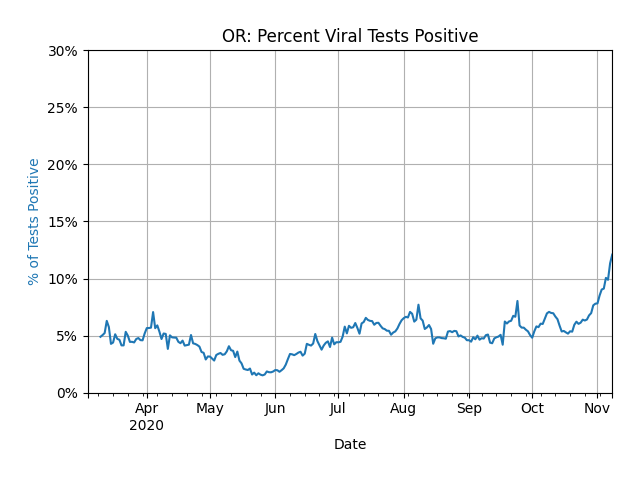 OR: Percent Viral Tests Positive
30%
25%
20%
15%
10%
5%
0%
% of Tests Positive
Apr May Jun Jul Aug Sep Oct Nov
2020
Date